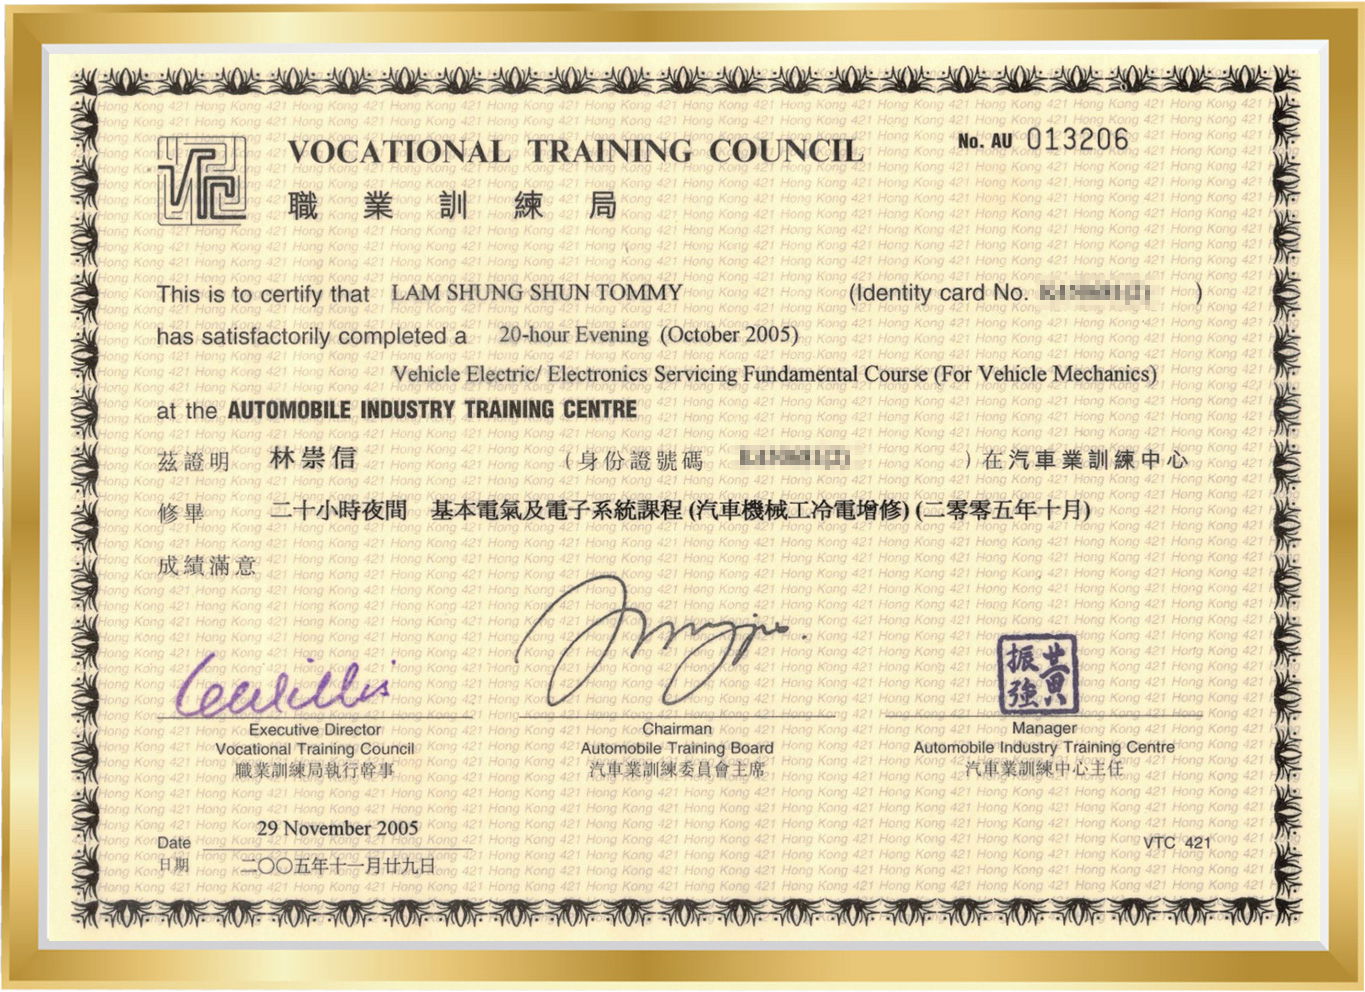 No. AU 013206
VOCATIONAL TRAINING COUNCIL
職業訓練局
This is to certify that LAM SHUNG SHUN TOMMY (Identity card No. )
has satisfactorily completed a 20-hour Evening (October 2005)
Vehicle Electric/ Electronics Servicing Fundamental Course (For Vehicle Mechanics)
at the AUTOMOBILE INDUSTRY TRAINING CENTRE
茲證明 林崇信 (身份證號碼 ) 在汽車業訓練中心
修畢 二十小時夜間 基本電氣及電子系統課程 (汽車機械工冷電增修) (二零零五年十月)
成績滿意
黃振強
Executive Director
Vocational Training Council
職業訓練局執行幹事
Chairman
Automobile Training Board
汽車業訓練委員會主席
Manager
Automobile Industry Training Centre
汽車業訓練中心主任
Date 29 November 2005
日期 二〇〇五年十一月廿九日
VTC 421